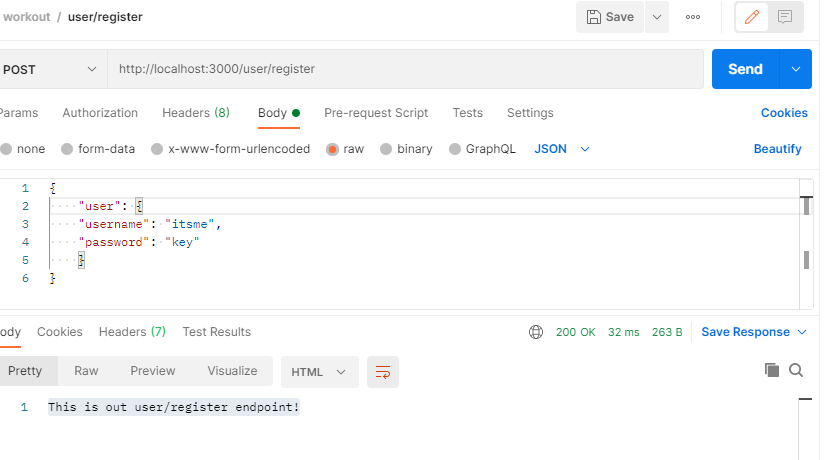 workout / user/register
Save
POST http://localhost:3000/user/register Send
Params Authorization Headers (8) Body Pre-request Script Tests Settings Cookies
none form-data x-www-form-urlencoded raw binary GraphQL JSON Beautify
1 {
2 "user": {
3 "username": "itsme",
4 "password": "key"
5 }
6 }
ody Cookies Headers (7) Test Results 200 OK 32 ms 263 B Save Response
Pretty Raw Preview Visualize HTML
1 This is out user/register endpoint!